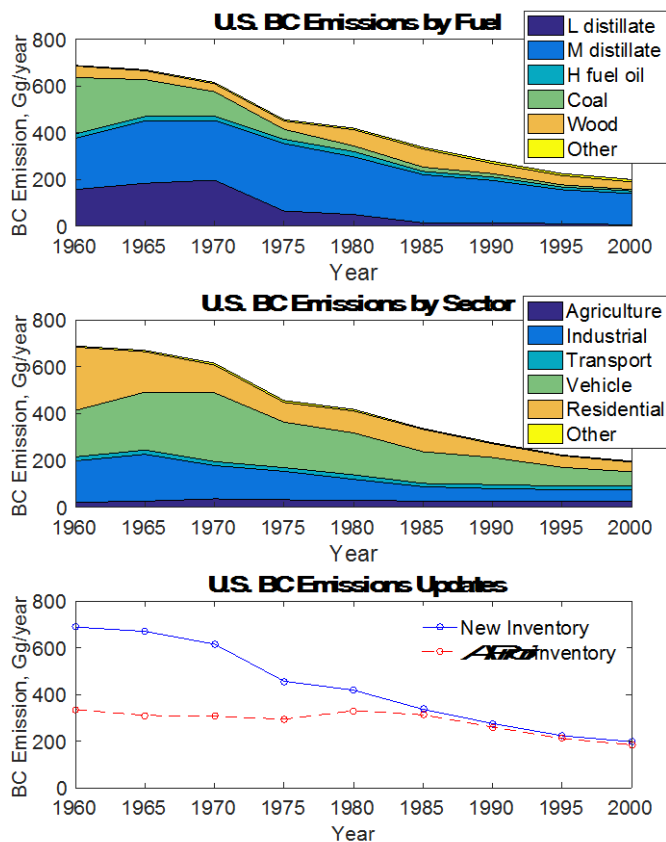 U.S. BC Emissions by Fuel
BC Emission, Gg/year
800
600
400
200
0
L distillate
M distillate
H fuel oil
Coal
Wood
Other
1960 1965 1970 1975 1980 1985 1990 1995 2000
Year
U.S. BC Emissions by Sector
BC Emission, Gg/year
800
600
400
200
0
Agriculture
Industrial
Transport
Vehicle
Residential
Other
1960 1965 1970 1975 1980 1985 1990 1995 2000
Year
U.S. BC Emissions Updates
BC Emission, Gg/year
800
600
400
200
0
New Inventory
Inventory
1960 1965 1970 1975 1980 1985 1990 1995 2000
Year